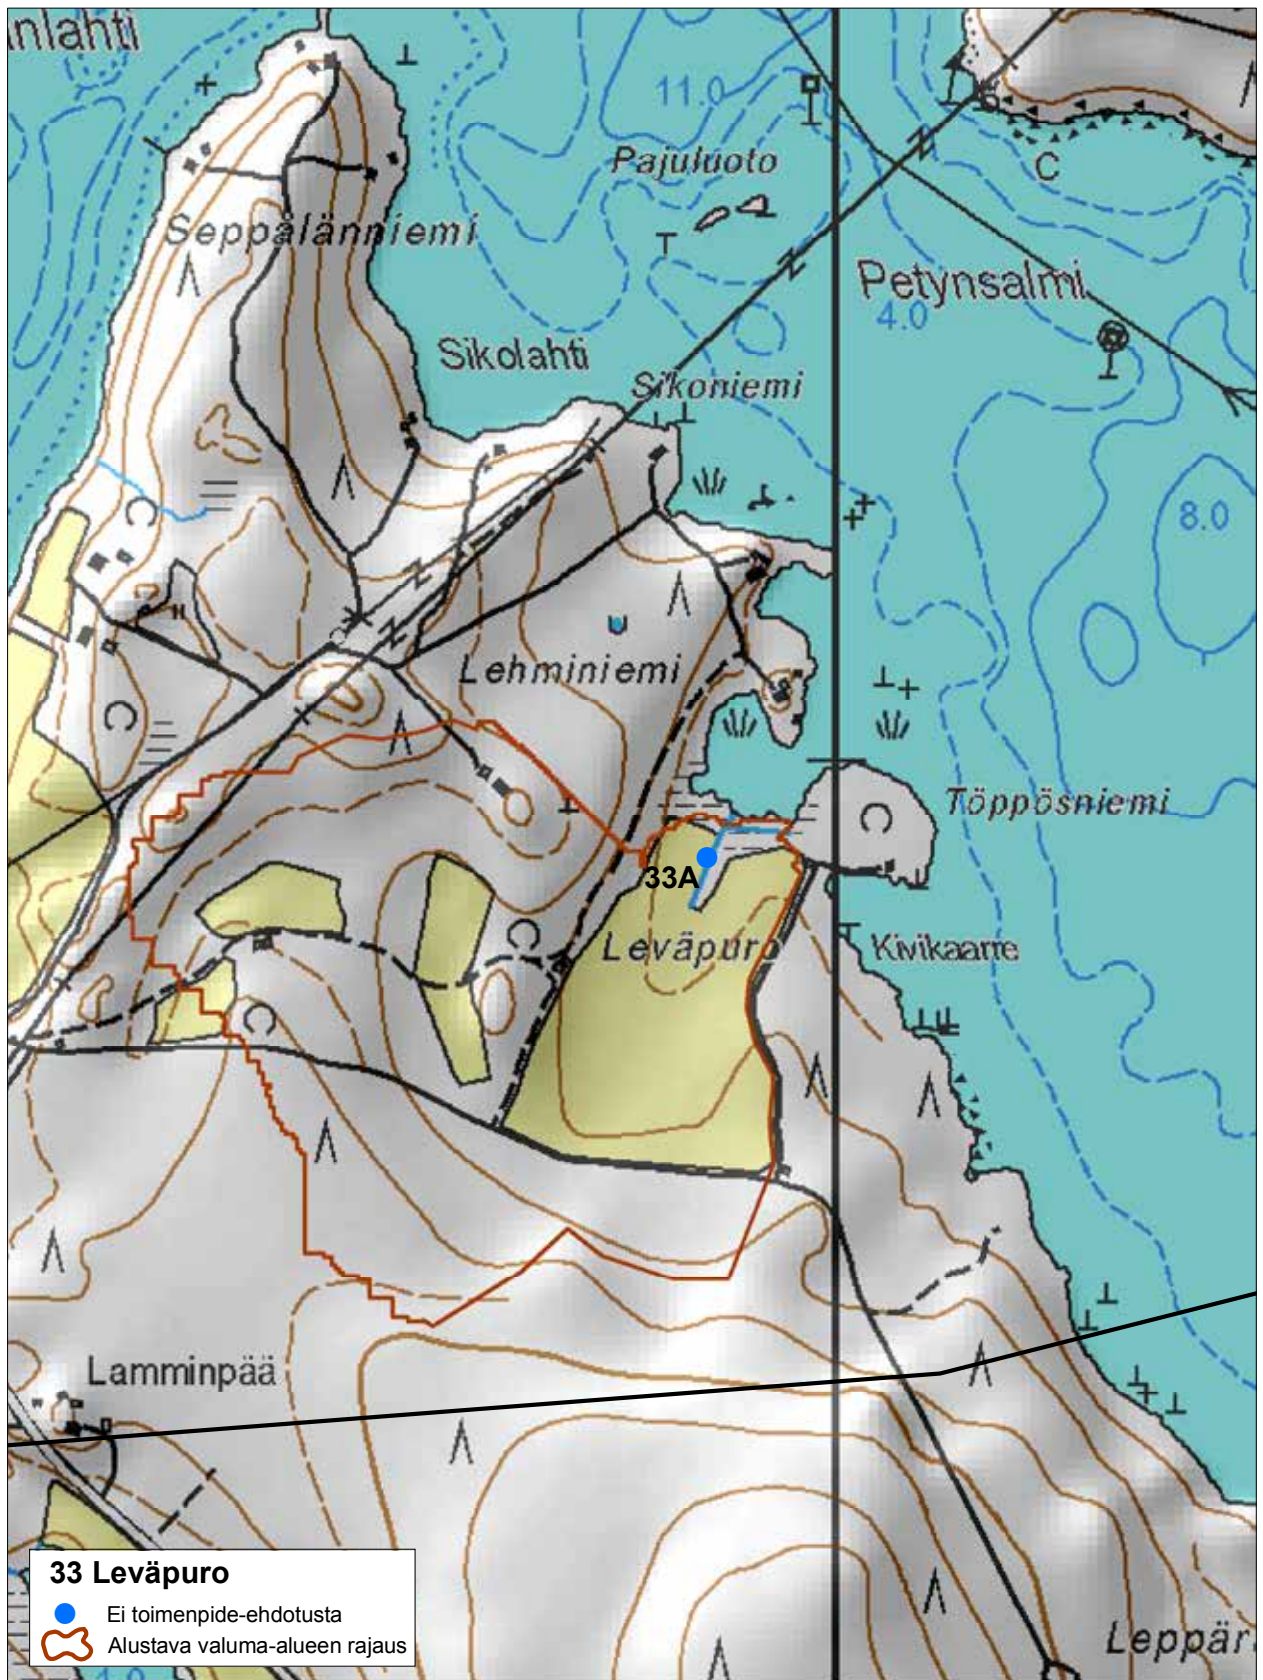 nlahti
11.0
Pajuluoto
C
Seppälänniemi
Petynsalmi
4.0
Sikolahti
Sikoniemi
8.0
Lehminiemi
Töppösniemi
33A
Leväpuro
Kivikaarre
Lamminpää
33 Leväpuro
Ei toimenpide-ehdotusta
Alustava valuma-alueen rajaus
Leppär